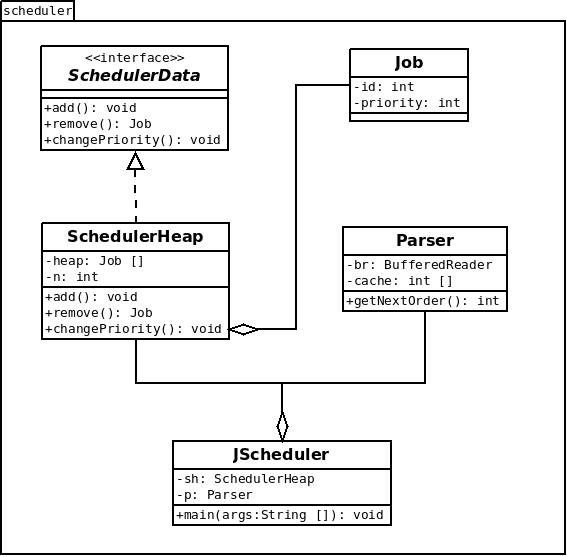 scheduler
<<interface>>
SchedulerData
+add(): void
+remove(): Job
+changePriority(): void
Job
-id: int
-priority: int
SchedulerHeap
-heap: Job []
-n: int
+add(): void
+remove(): Job
+changePriority(): void
Parser
-br: BufferedReader
-cache: int []
+getNextOrder(): int
JScheduler
-sh: SchedulerHeap
-p: Parser
+main(args:String []): void